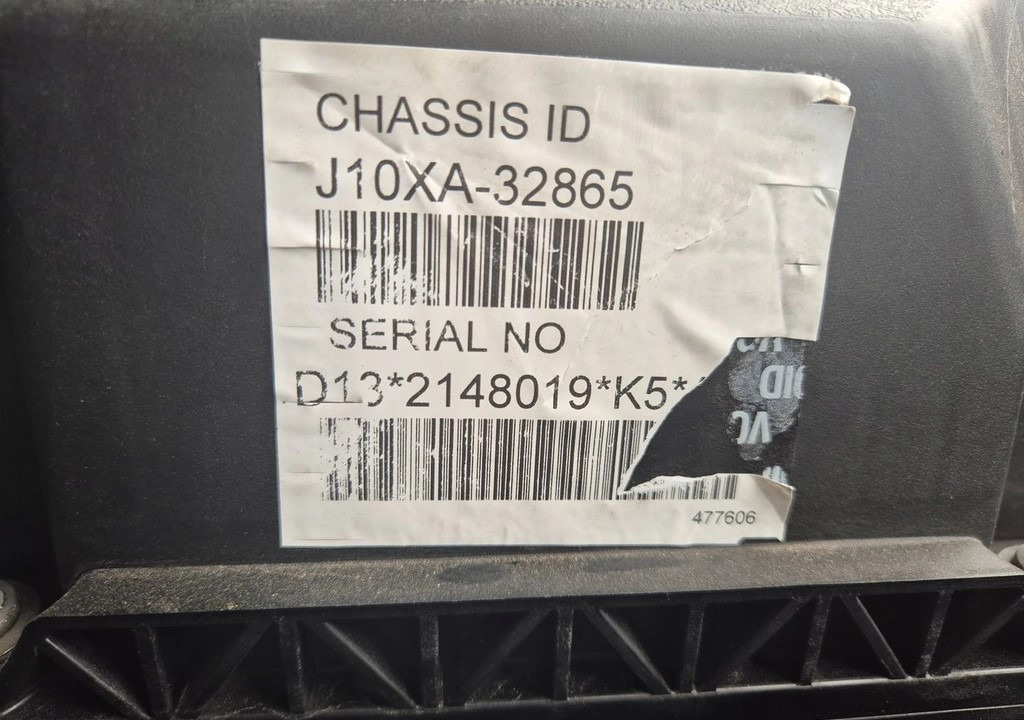 CHASSIS ID
J10XA-32865
SERIAL NO
D13*2148019*K5*
477606